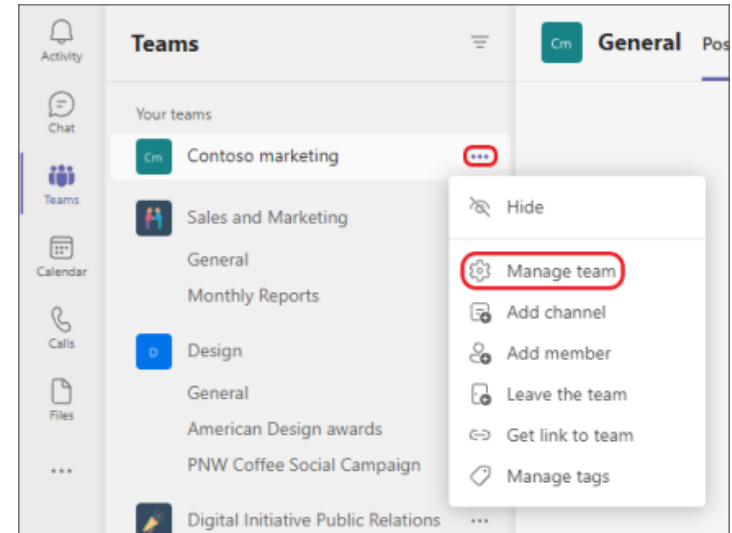 Activity
Chat
Teams
Calendar
Calls
Files
...
Teams
Your teams
Cm Contoso marketing ...
Sales and Marketing
General
Monthly Reports
D Design
General
American Design awards
PNW Coffee Social Campaign
Digital Initiative Public Relations ...
Cm General Pos
Hide
Manage team
Add channel
Add member
Leave the team
Get link to team
Manage tags